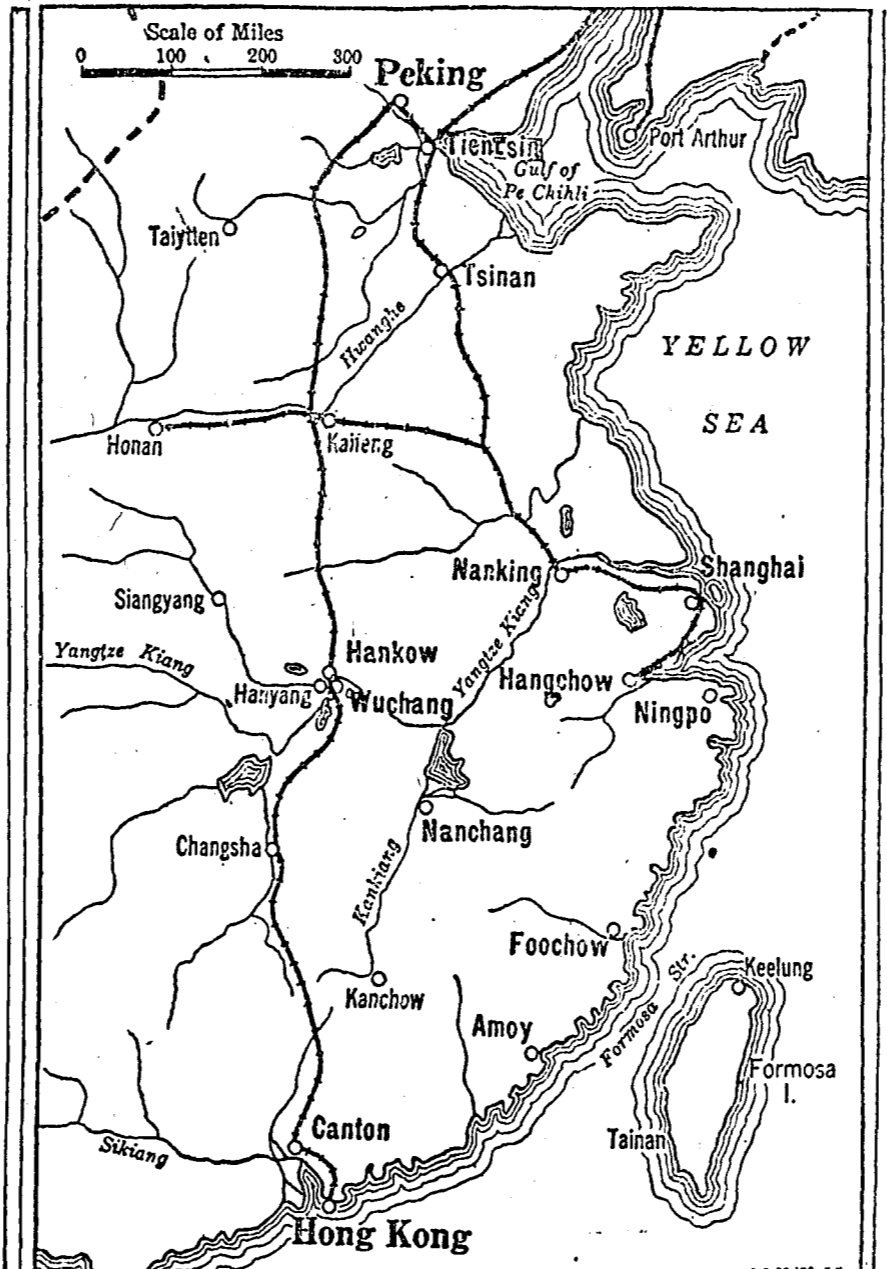 Scale of Miles
0 100 200 300
Peking
Tientsin
Port Arthur
Gulf of
Pe Chihli
Taiytten
Tsinan
Hwangho
YELLOW
SEA
Honan
Kaifeng
Nanking
Shanghai
Siangyang
Yangtze Kiang
Hankow
Yangtze Kiang
Hangchow
Hanyang
Wuchang
Ningpo
Nanchang
Changsha
Kankiang
Foochow
Formosa Str.
Keelung
Kanchow
Amoy
Formosa
I.
Canton
Tainan
Sikiang
Hong Kong